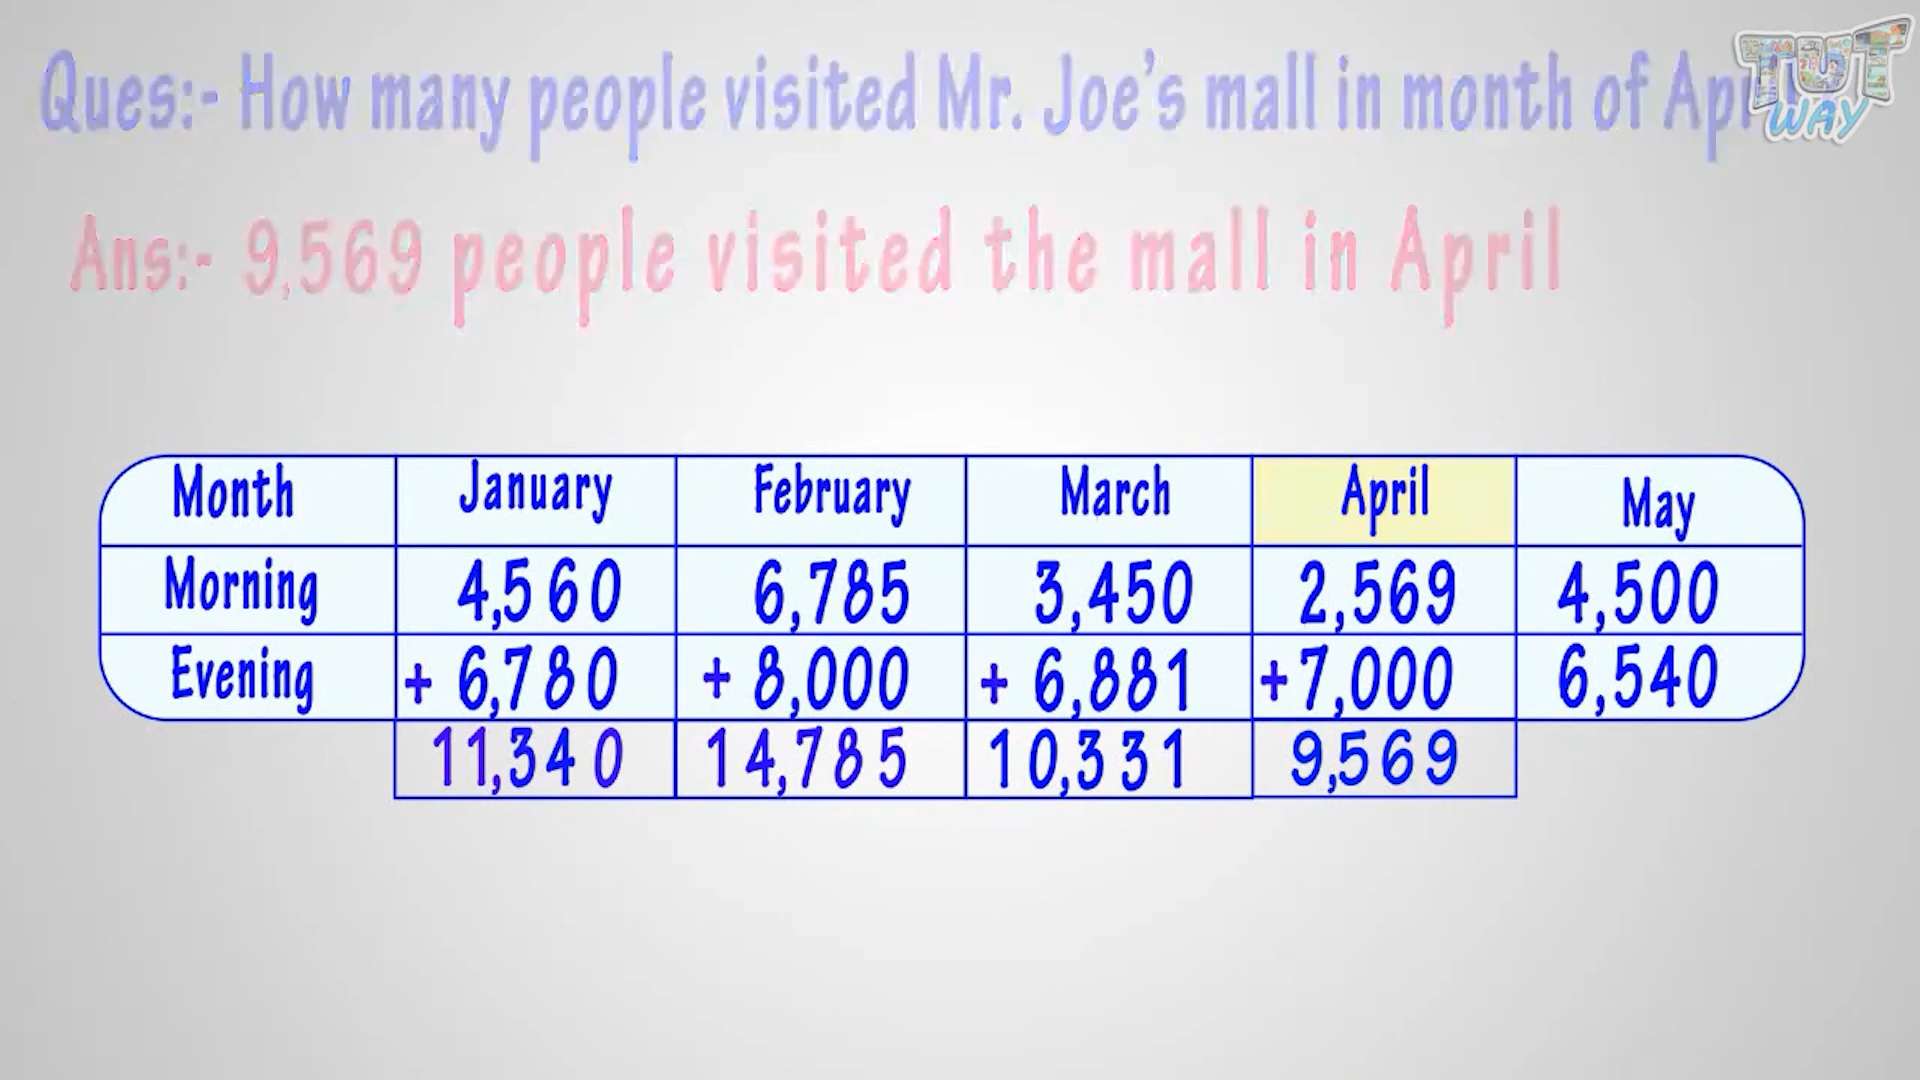 Ques:- How many people visited Mr. Joe's mall in month of
TUT
WAY
Ans:- 9,569 people visited the mall in April
Month January February March April May
Morning 4,560 6,785 3,450 2,569 4,500
Evening + 6,780 + 8,000 + 6,881 +7,000 6,540
11,340 14,785 10,331 9,569